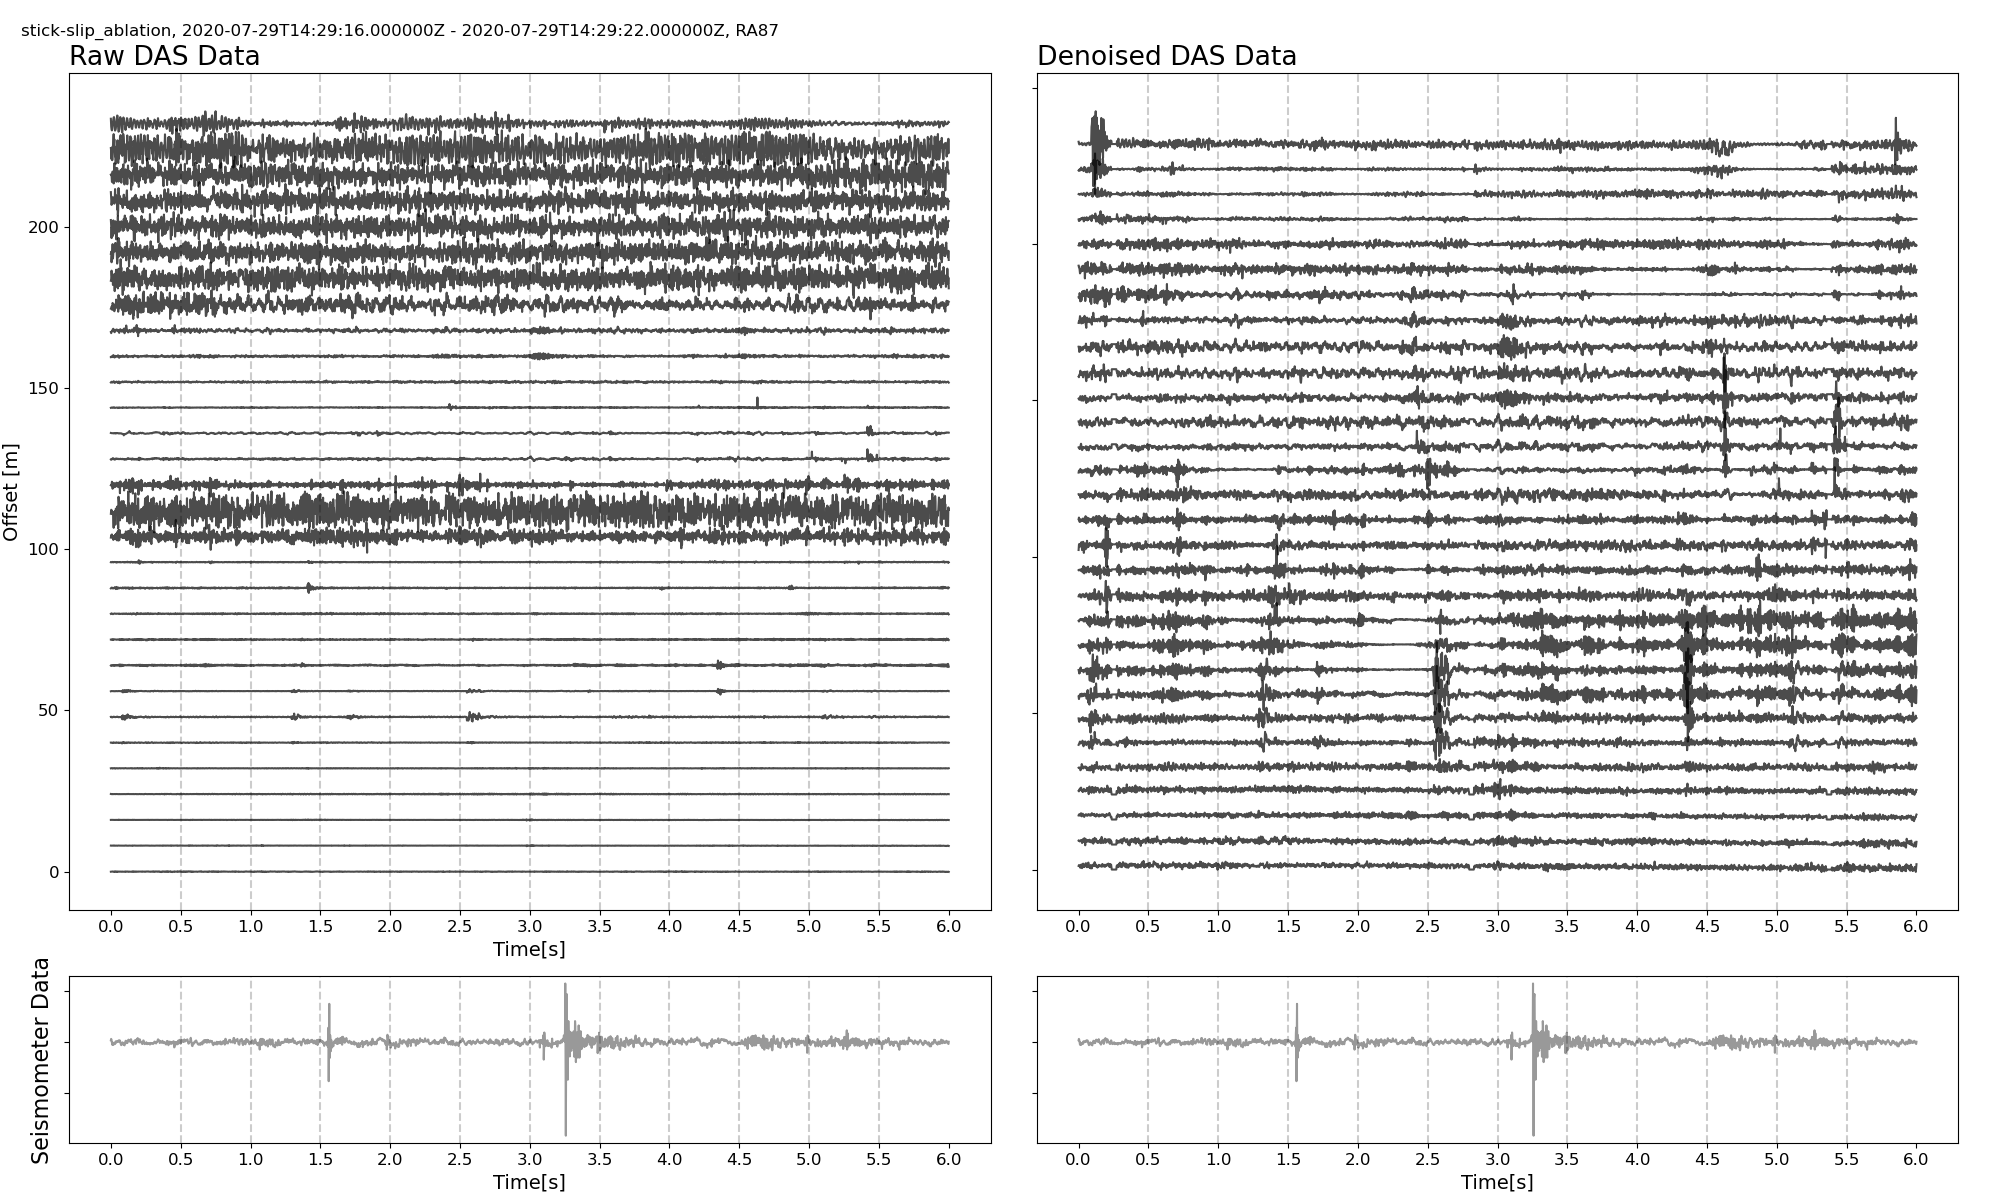 stick-slip_ablation, 2020-07-29T14:29:16.000000Z - 2020-07-29T14:29:22.000000Z, RA87
Raw DAS Data
Denoised DAS Data
200
150
100
50
0
Offset [m]
0.0 0.5 1.0 1.5 2.0 2.5 3.0 3.5 4.0 4.5 5.0 5.5 6.0
Time[s]
0.0 0.5 1.0 1.5 2.0 2.5 3.0 3.5 4.0 4.5 5.0 5.5 6.0
Seismometer Data
0.0 0.5 1.0 1.5 2.0 2.5 3.0 3.5 4.0 4.5 5.0 5.5 6.0
Time[s]
0.0 0.5 1.0 1.5 2.0 2.5 3.0 3.5 4.0 4.5 5.0 5.5 6.0
Time[s]